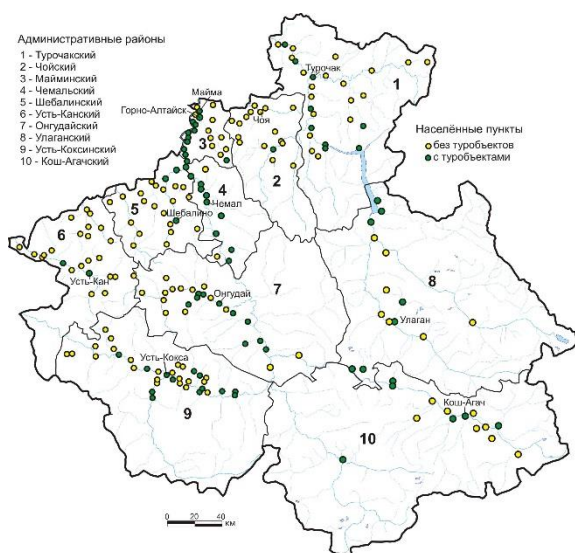 Административные районы
1 - Турочакский
2 - Чойский
3 - Майминский
4 - Чемальский
5 - Шебалинский
6 - Усть-Канский
7 - Онгудайский
8 - Улаганский
9 - Усть-Коксинский
10 - Кош-Агачский
Турочак
1
Майма
Горно-Алтайск
Чоя
Населённые пункты
без туробъектов
с туробъектами
3
2
4
5
Чемал
Шебалино
6
Усть-Кан
7
8
Онгудай
Улаган
Усть-Кокса
9
Кош-Агач
10
0 20 40
км